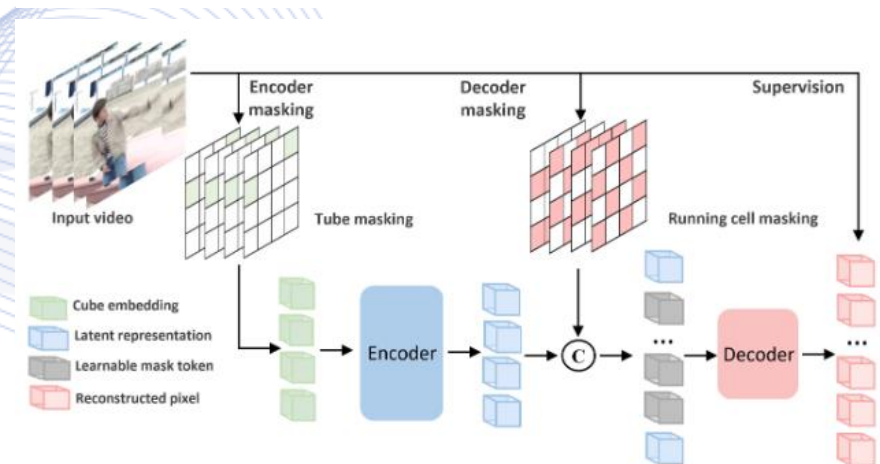 Encoder
masking
Decoder
masking
Supervision
Input video
Tube masking
Running cell masking
Cube embedding
Latent representation
Learnable mask token
Reconstructed pixel
Encoder
C
...
Decoder
...